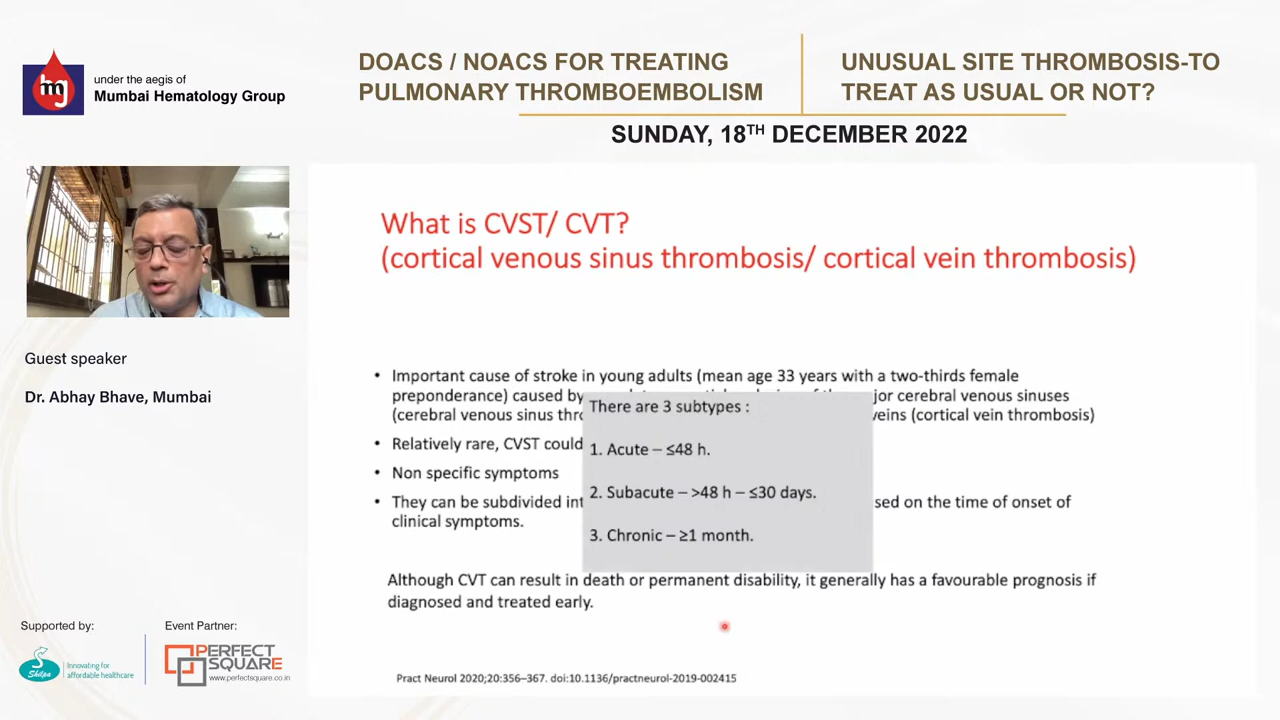 mg
under the aegis of
Mumbai Hematology Group
DOACS / NOACS FOR TREATING
PULMONARY THROMBOEMBOLISM
UNUSUAL SITE THROMBOSIS-TO
TREAT AS USUAL OR NOT?
SUNDAY, 18TH DECEMBER 2022
Guest speaker
Dr. Abhay Bhave, Mumbai
Supported by:
Shilpa
Innovating for
affordable healthcare
Event Partner:
PERFECT
SQUARE
www.perfectsquare.co.in
What is CVST/ CVT?
(cortical venous sinus thrombosis/ cortical vein thrombosis)
• Important cause of stroke in young adults (mean age 33 years with a two-thirds female
preponderance) caused by jor cerebral venous sinuses
(cerebral venous sinus thro veins (cortical vein thrombosis)
• Relatively rare, CVST could
• Non specific symptoms
• They can be subdivided int sed on the time of onset of
clinical symptoms.
There are 3 subtypes :
1. Acute – ≤48 h.
2. Subacute – >48 h – ≤30 days.
3. Chronic – ≥1 month.
Although CVT can result in death or permanent disability, it generally has a favourable prognosis if
diagnosed and treated early.
Pract Neurol 2020;20:356–367. doi:10.1136/practneurol-2019-002415